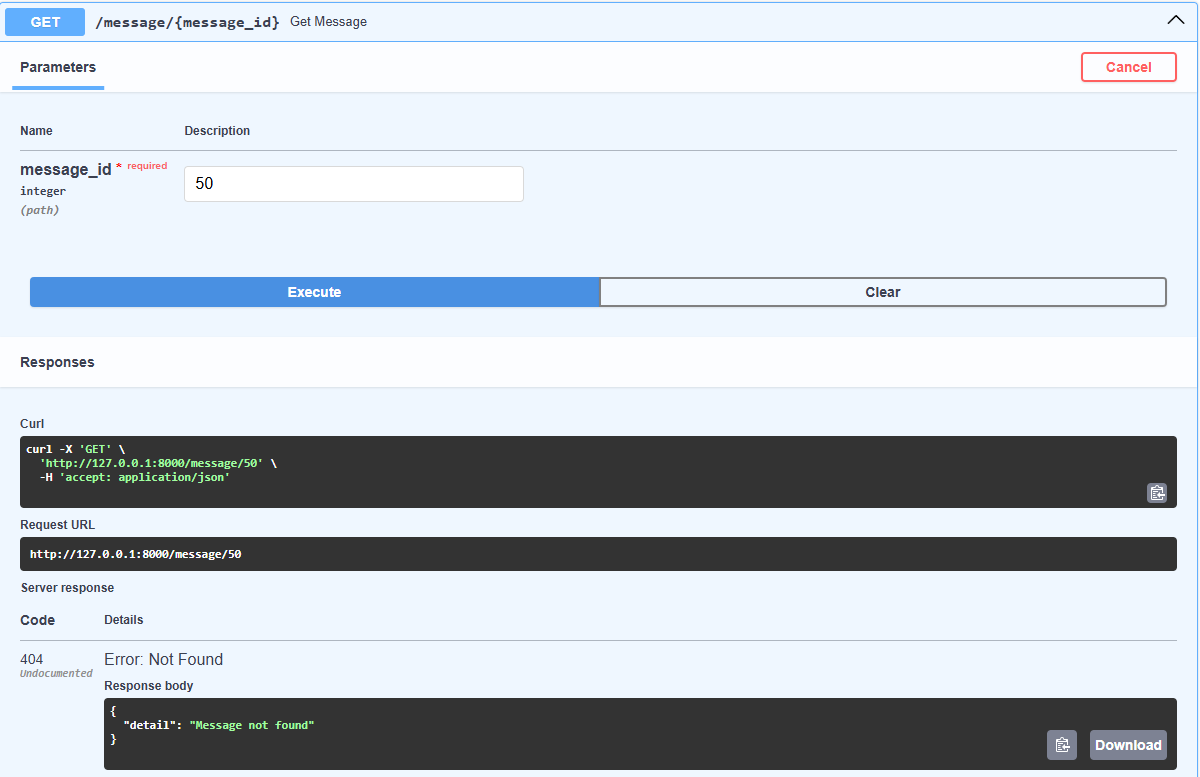 GET /message/{message_id} Get Message
Parameters Cancel
Name Description
message_id * required 50
integer
(path)
Execute Clear
Responses
Curl
curl -X 'GET' \
  'http://127.0.0.1:8000/message/50' \
  -H 'accept: application/json'
Request URL
http://127.0.0.1:8000/message/50
Server response
Code Details
404 Error: Not Found
Undocumented
Response body
{
  "detail": "Message not found"
}
Download